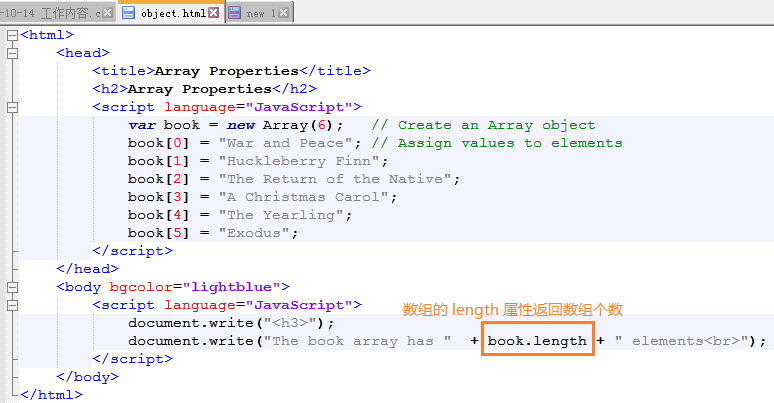 -10-14 工作内容.c object.html new 1
<html>
<head>
<title>Array Properties</title>
<h2>Array Properties</h2>
<script language="JavaScript">
var book = new Array(6);   // Create an Array object
book[0] = "War and Peace"; // Assign values to elements
book[1] = "Huckleberry Finn";
book[2] = "The Return of the Native";
book[3] = "A Christmas Carol";
book[4] = "The Yearling";
book[5] = "Exodus";
</script>
</head>
<body bgcolor="lightblue">
<script language="JavaScript">
数组的 length 属性返回数组个数
document.write("<h3>");
document.write("The book array has "  + book.length + " elements<br>");
</script>
</body>
</html>